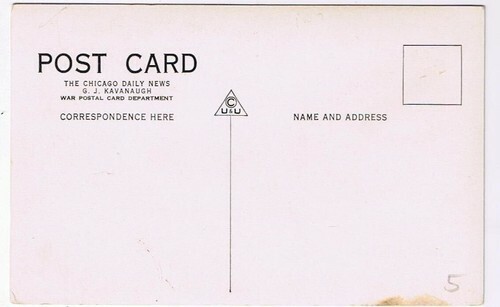 POST CARD
THE CHICAGO DAILY NEWS
G. J. KAVANAUGH
WAR POSTAL CARD DEPARTMENT
CORRESPONDENCE HERE
C
U&U
NAME AND ADDRESS
5